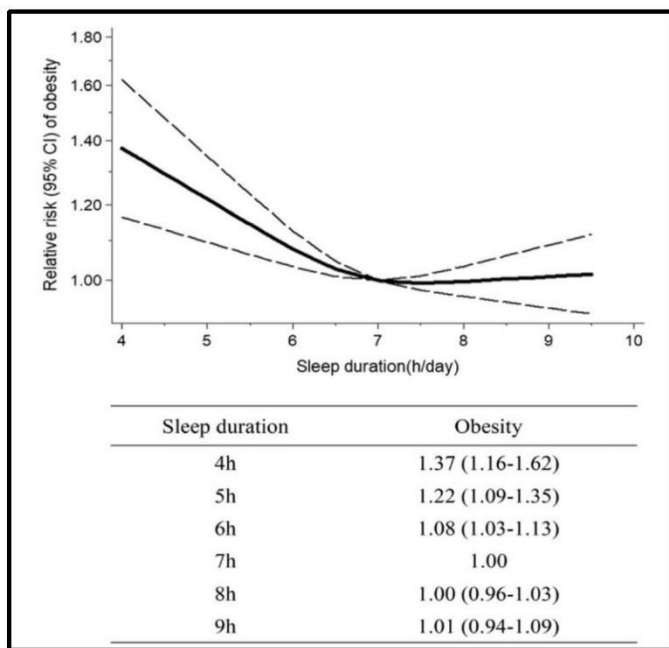 Relative risk (95% CI) of obesity
1.80
1.60
1.40
1.20
1.00
4 5 6 7 8 9 10
Sleep duration(h/day)
Sleep duration Obesity
4h 1.37 (1.16-1.62)
5h 1.22 (1.09-1.35)
6h 1.08 (1.03-1.13)
7h 1.00
8h 1.00 (0.96-1.03)
9h 1.01 (0.94-1.09)